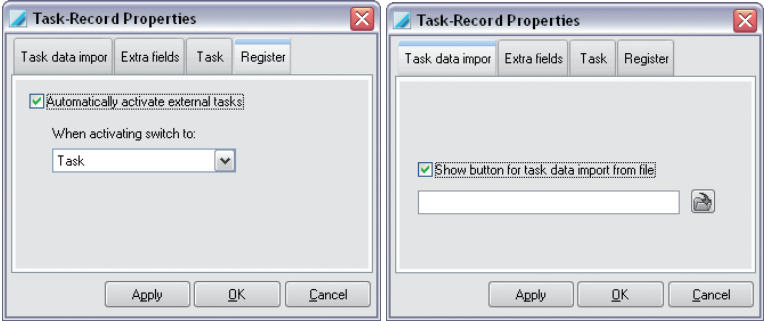 Task-Record Properties
Task data impor Extra fields Task Register
Automatically activate external tasks
When activating switch to:
Task
Apply OK Cancel
Task-Record Properties
Task data impor Extra fields Task Register
Show button for task data import from file
Apply OK Cancel